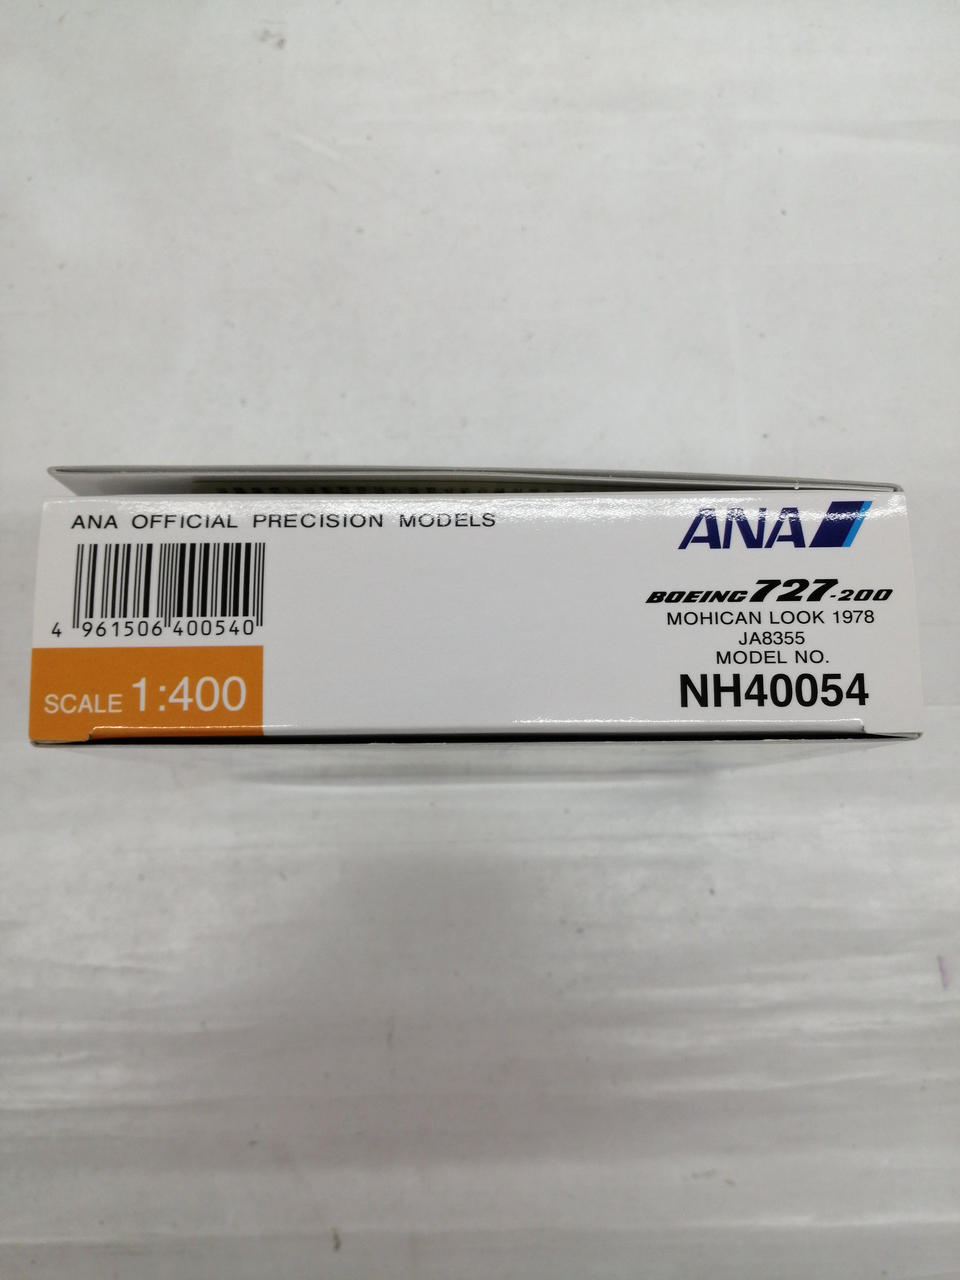 ANA OFFICIAL PRECISION MODELS
4 961506 400540
SCALE 1:400
ANA
BOEING 727-200
MOHICAN LOOK 1978
JA8355
MODEL NO.
NH40054